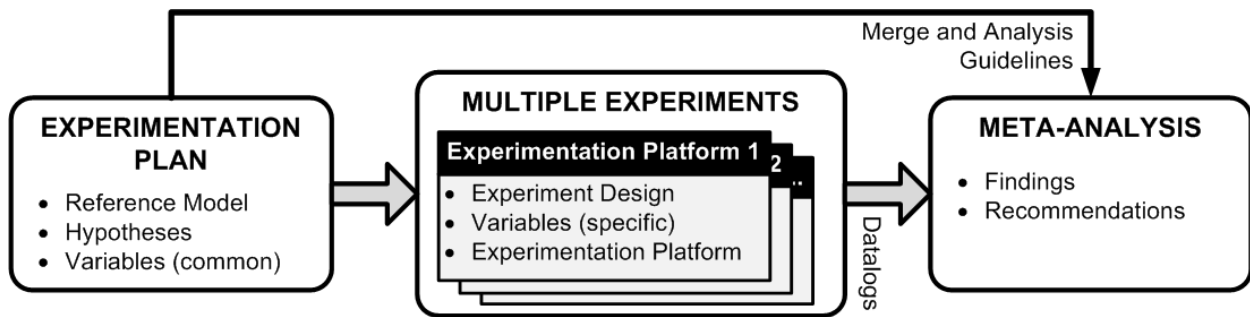 Merge and Analysis
Guidelines
EXPERIMENTATION
PLAN
• Reference Model
• Hypotheses
• Variables (common)
MULTIPLE EXPERIMENTS
Experimentation Platform 1
2
..
• Experiment Design
• Variables (specific)
• Experimentation Platform
Datalogs
META-ANALYSIS
• Findings
• Recommendations